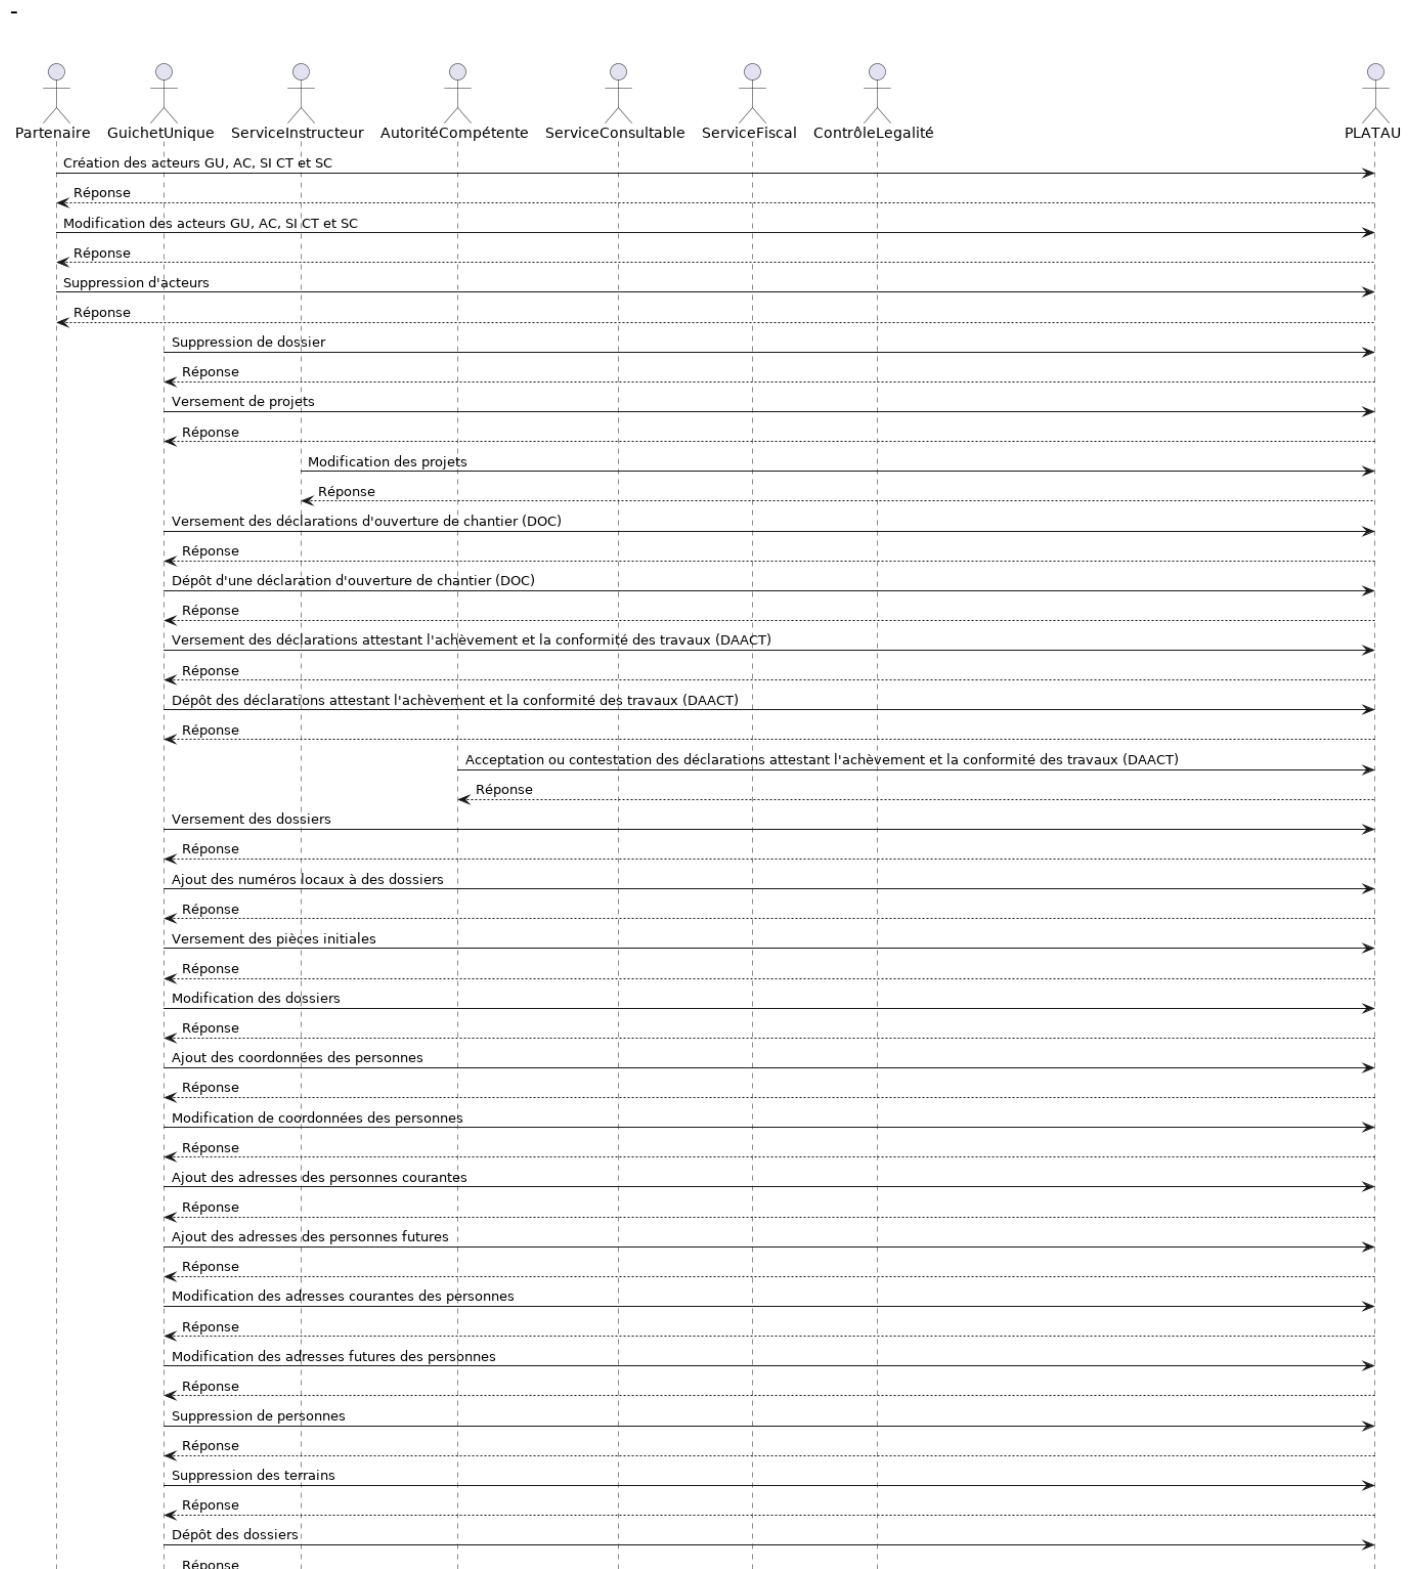 -
Partenaire GuichetUnique ServiceInstructeur AutoritéCompétente ServiceConsultable ServiceFiscal ContrôleLegalité PLATAU
Création des acteurs GU, AC, SI CT et SC
Réponse
Modification des acteurs GU, AC, SI CT et SC
Réponse
Suppression d'acteurs
Réponse
Suppression de dossier
Réponse
Versement de projets
Réponse
Modification des projets
Réponse
Versement des déclarations d'ouverture de chantier (DOC)
Réponse
Dépôt d'une déclaration d'ouverture de chantier (DOC)
Réponse
Versement des déclarations attestant l'achèvement et la conformité des travaux (DAACT)
Réponse
Dépôt des déclarations attestant l'achèvement et la conformité des travaux (DAACT)
Réponse
Acceptation ou contestation des déclarations attestant l'achèvement et la conformité des travaux (DAACT)
Réponse
Versement des dossiers
Réponse
Ajout des numéros locaux à des dossiers
Réponse
Versement des pièces initiales
Réponse
Modification des dossiers
Réponse
Ajout des coordonnées des personnes
Réponse
Modification de coordonnées des personnes
Réponse
Ajout des adresses des personnes courantes
Réponse
Ajout des adresses des personnes futures
Réponse
Modification des adresses courantes des personnes
Réponse
Modification des adresses futures des personnes
Réponse
Suppression de personnes
Réponse
Suppression des terrains
Réponse
Dépôt des dossiers
Réponse